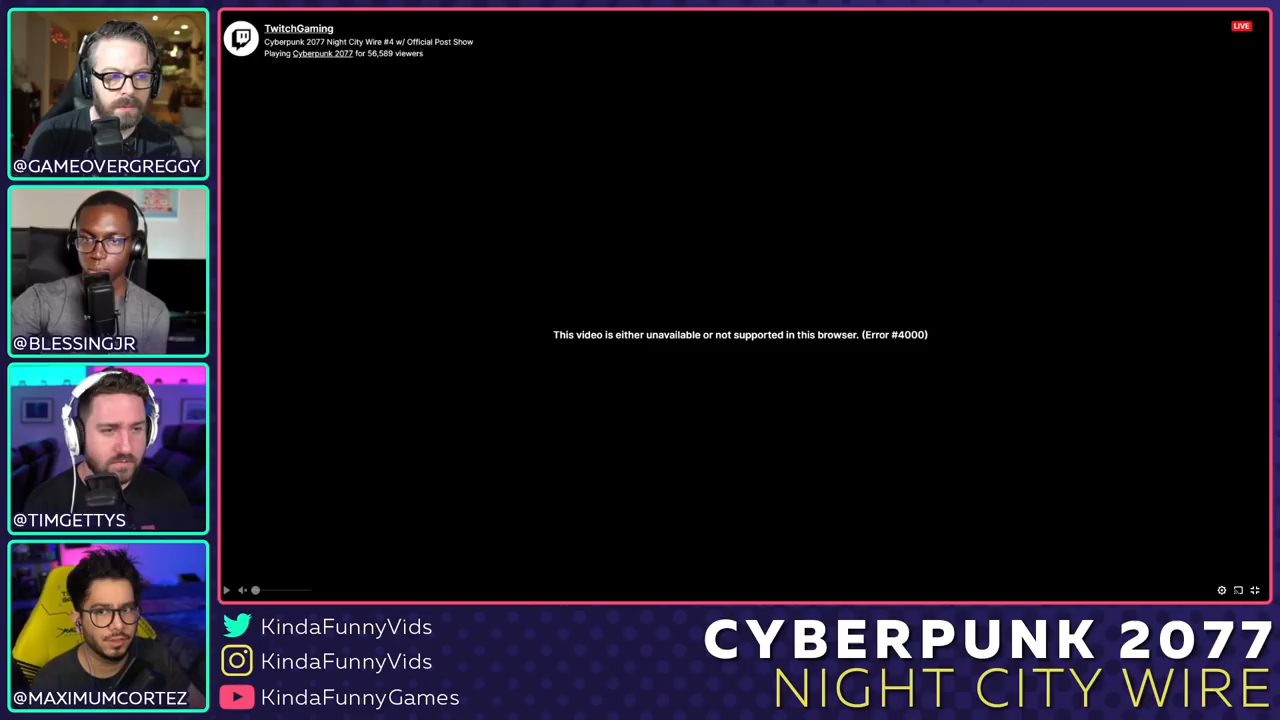 @GAMEOVERGREGGY
@BLESSINGJR
@TIMGETTYS
@MAXIMUMCORTEZ
TwitchGaming
Cyberpunk 2077 Night City Wire #4 w/ Official Post Show
Playing Cyberpunk 2077 for 56,589 viewers
LIVE
This video is either unavailable or not supported in this browser. (Error #4000)
KindaFunnyVids
KindaFunnyVids
KindaFunnyGames
CYBERPUNK 2077
NIGHT CITY WIRE